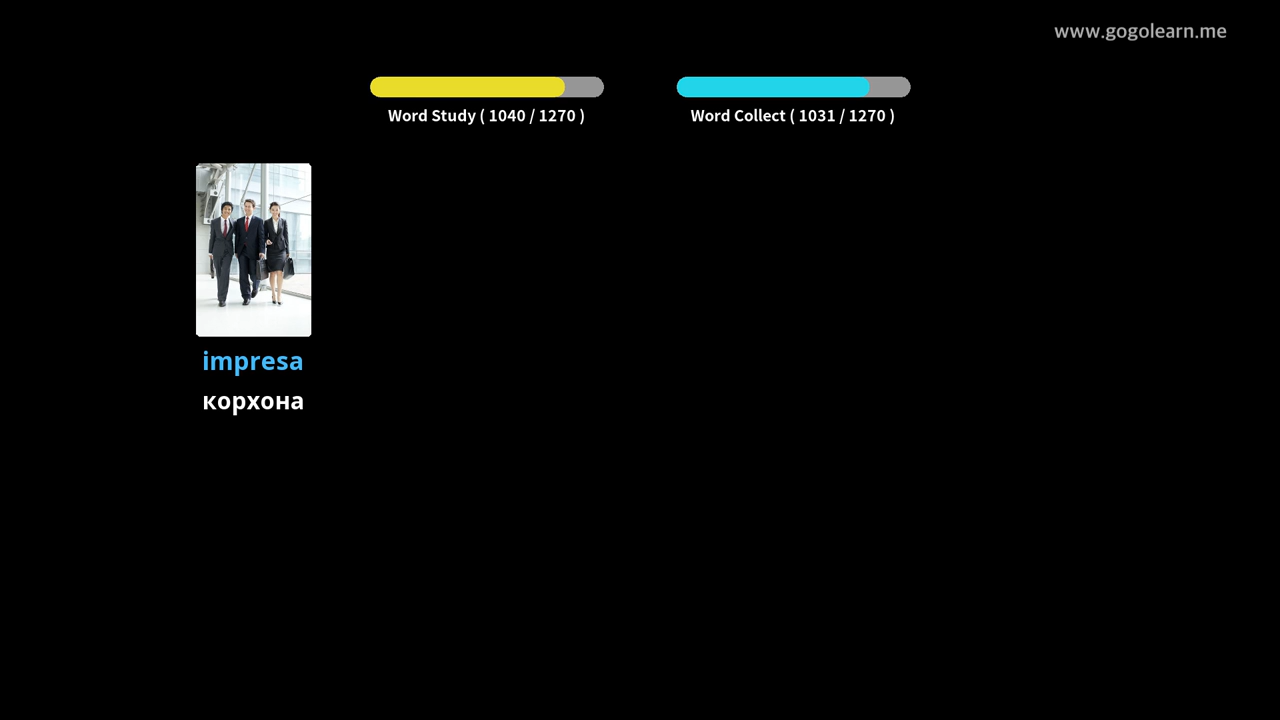 www.gogolearn.me
Word Study ( 1040 / 1270 )
Word Collect ( 1031 / 1270 )
impresa
корхона